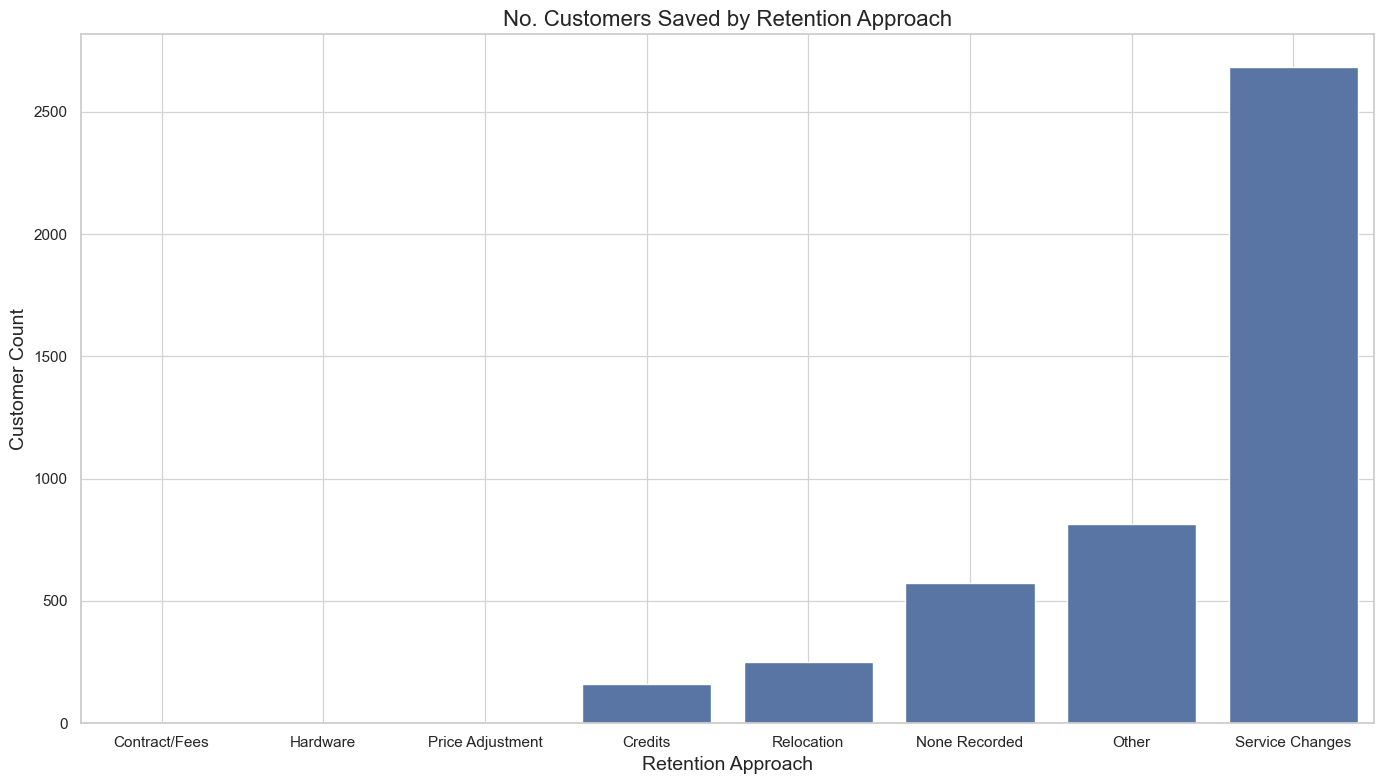 No. Customers Saved by Retention Approach
Customer Count
2500
2000
1500
1000
500
0
Contract/Fees Hardware Price Adjustment Credits Relocation None Recorded Other Service Changes
Retention Approach